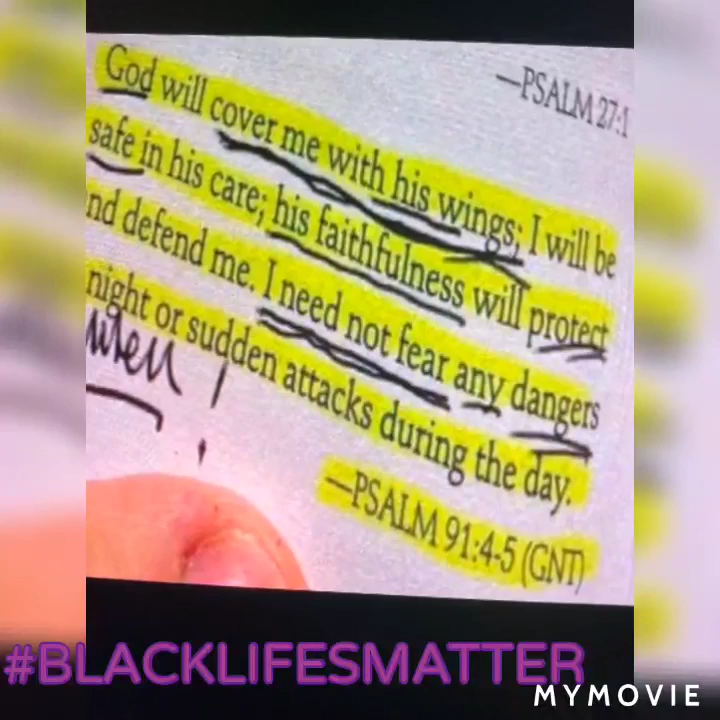 —PSALM 27:1
God will cover me with his wings; I will be
safe in his care; his faithfulness will protect
nd defend me. I need not fear any dangers
night or sudden attacks during the day.
—PSALM 91:4-5 (GNT)
#BLACKLIFESMATTER
MYMOVIE